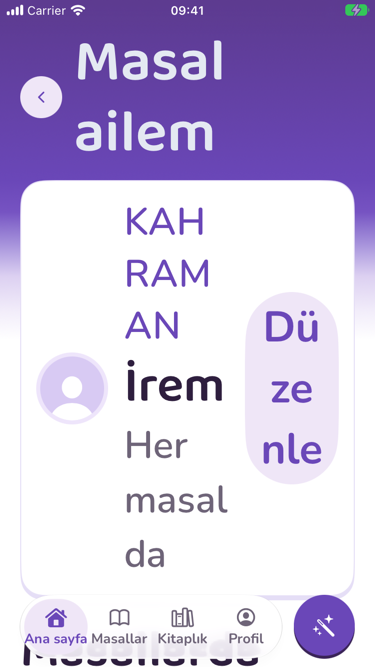 Carrier 09:41
Masal
ailem
KAH
RAM
AN
İrem
Her
masal
da
Dü
ze
nle
Ana sayfa Masallar Kitaplık Profil